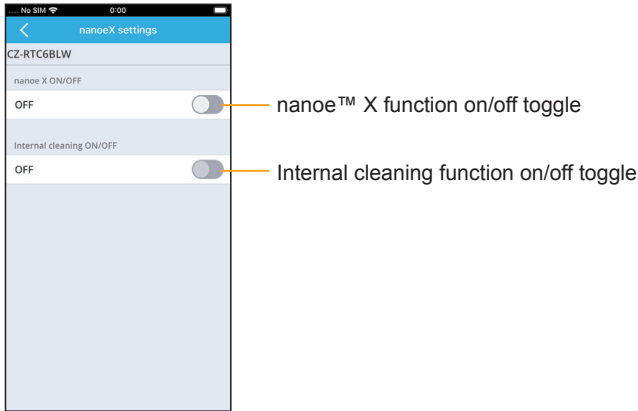 .... No SIM 0:00
nanoeX settings
CZ-RTC6BLW
nanoe X ON/OFF
OFF
nanoe™ X function on/off toggle
Internal cleaning ON/OFF
OFF
Internal cleaning function on/off toggle